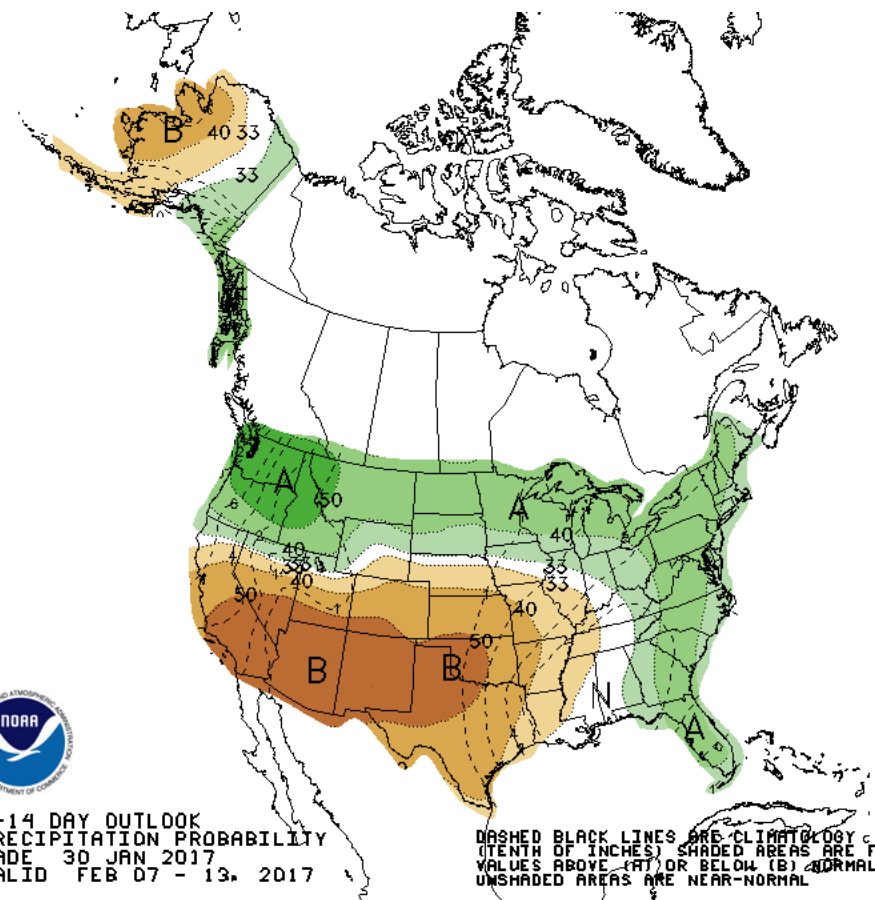 B 40 33
33
A 50
A
6
40
40
33
33
33
40
50
40
50
B B
N
A
NOAA
-14 DAY OUTLOOK
RECIPITATION PROBABILITY
ADE 30 JAN 2017
ALID FEB 07 - 13, 2017
DASHED BLACK LINES ARE CLIMATOLOGY
(TENTH OF INCHES) SHADED AREAS ARE F
VALUES ABOVE (A) OR BELOW (B) NORMAL
UNSHADED AREAS ARE NEAR-NORMAL